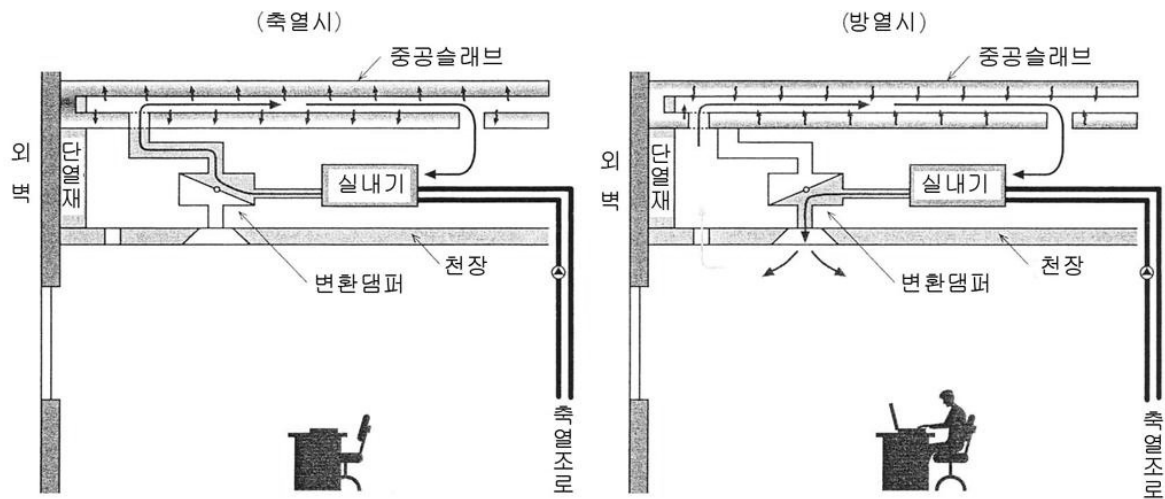 (축열시)
중공슬래브
외벽
단열재
실내기
변환댐퍼
천장
축열조로
(방열시)
중공슬래브
외벽
단열재
실내기
변환댐퍼
천장
축열조로